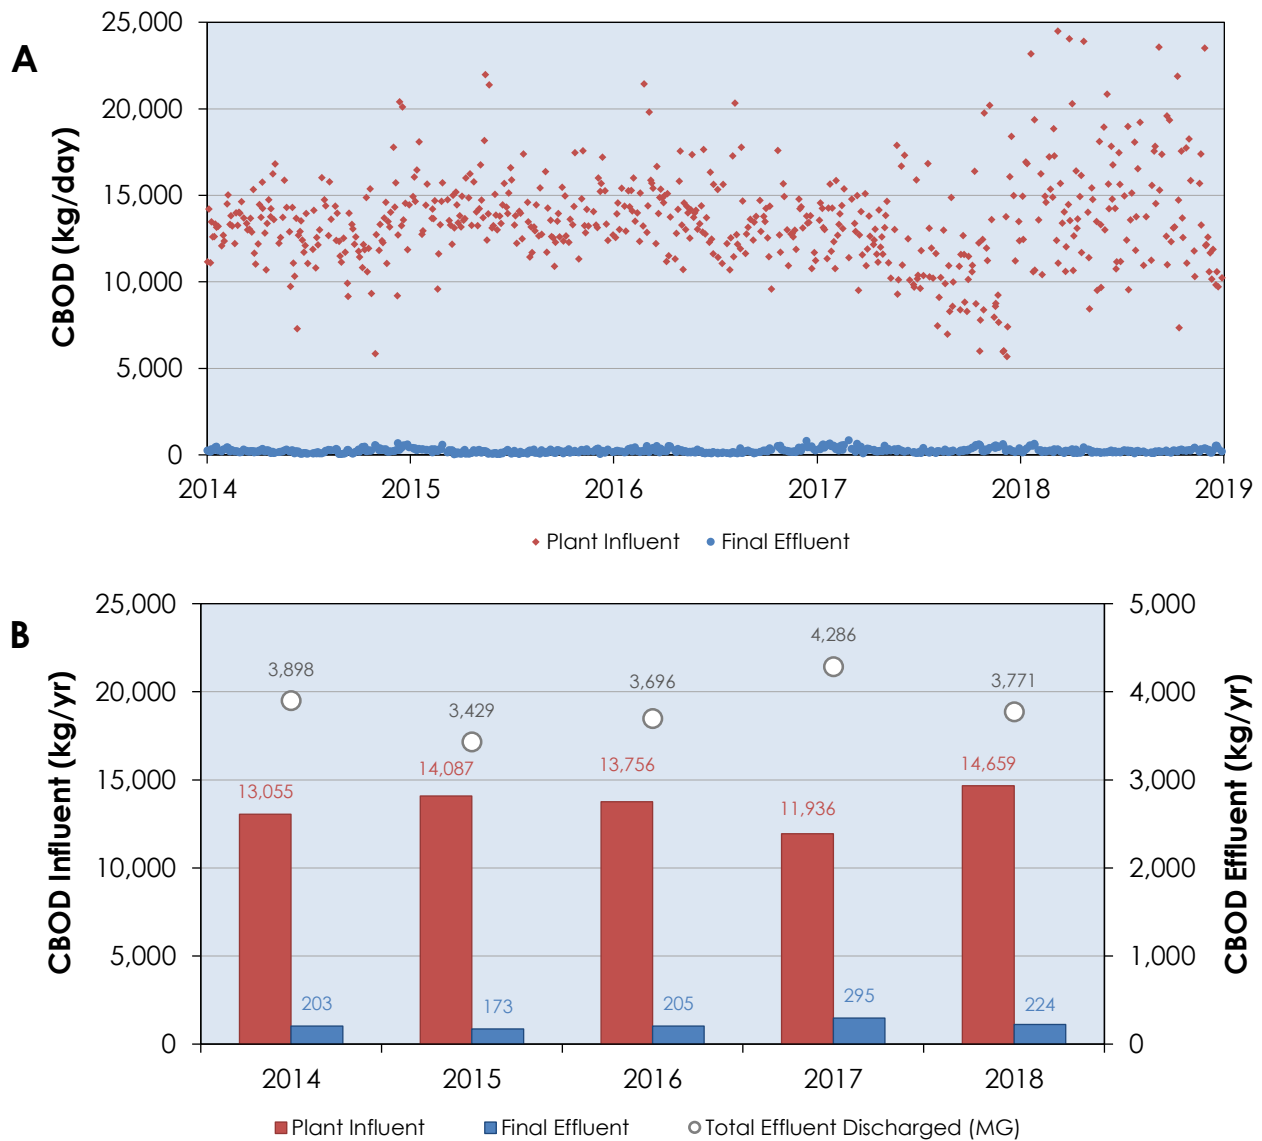 A
CBOD (kg/day)
25,000
20,000
15,000
10,000
5,000
0
2014 2015 2016 2017 2018 2019
Plant Influent Final Effluent
B
CBOD Influent (kg/yr)
25,000
20,000
15,000
10,000
5,000
0
3,898 3,429 3,696 4,286 3,771
13,055 14,087 13,756 11,936 14,659
203 173 205 295 224
5,000
4,000
3,000
2,000
1,000
0
CBOD Effluent (kg/yr)
2014 2015 2016 2017 2018
Plant Influent Final Effluent Total Effluent Discharged (MG)